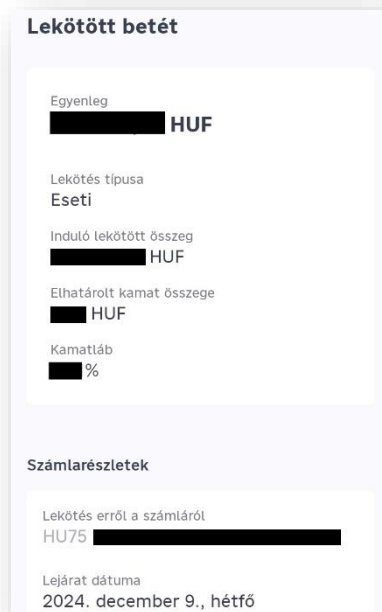 Lekötött betét
Egyenleg
HUF
Lekötés típusa
Eseti
Induló lekötött összeg
HUF
Elhatárolt kamat összege
HUF
Kamatláb
%
Számlarészletek
Lekötés erről a számláról
HU75
Lejárat dátuma
2024. december 9., hétfő